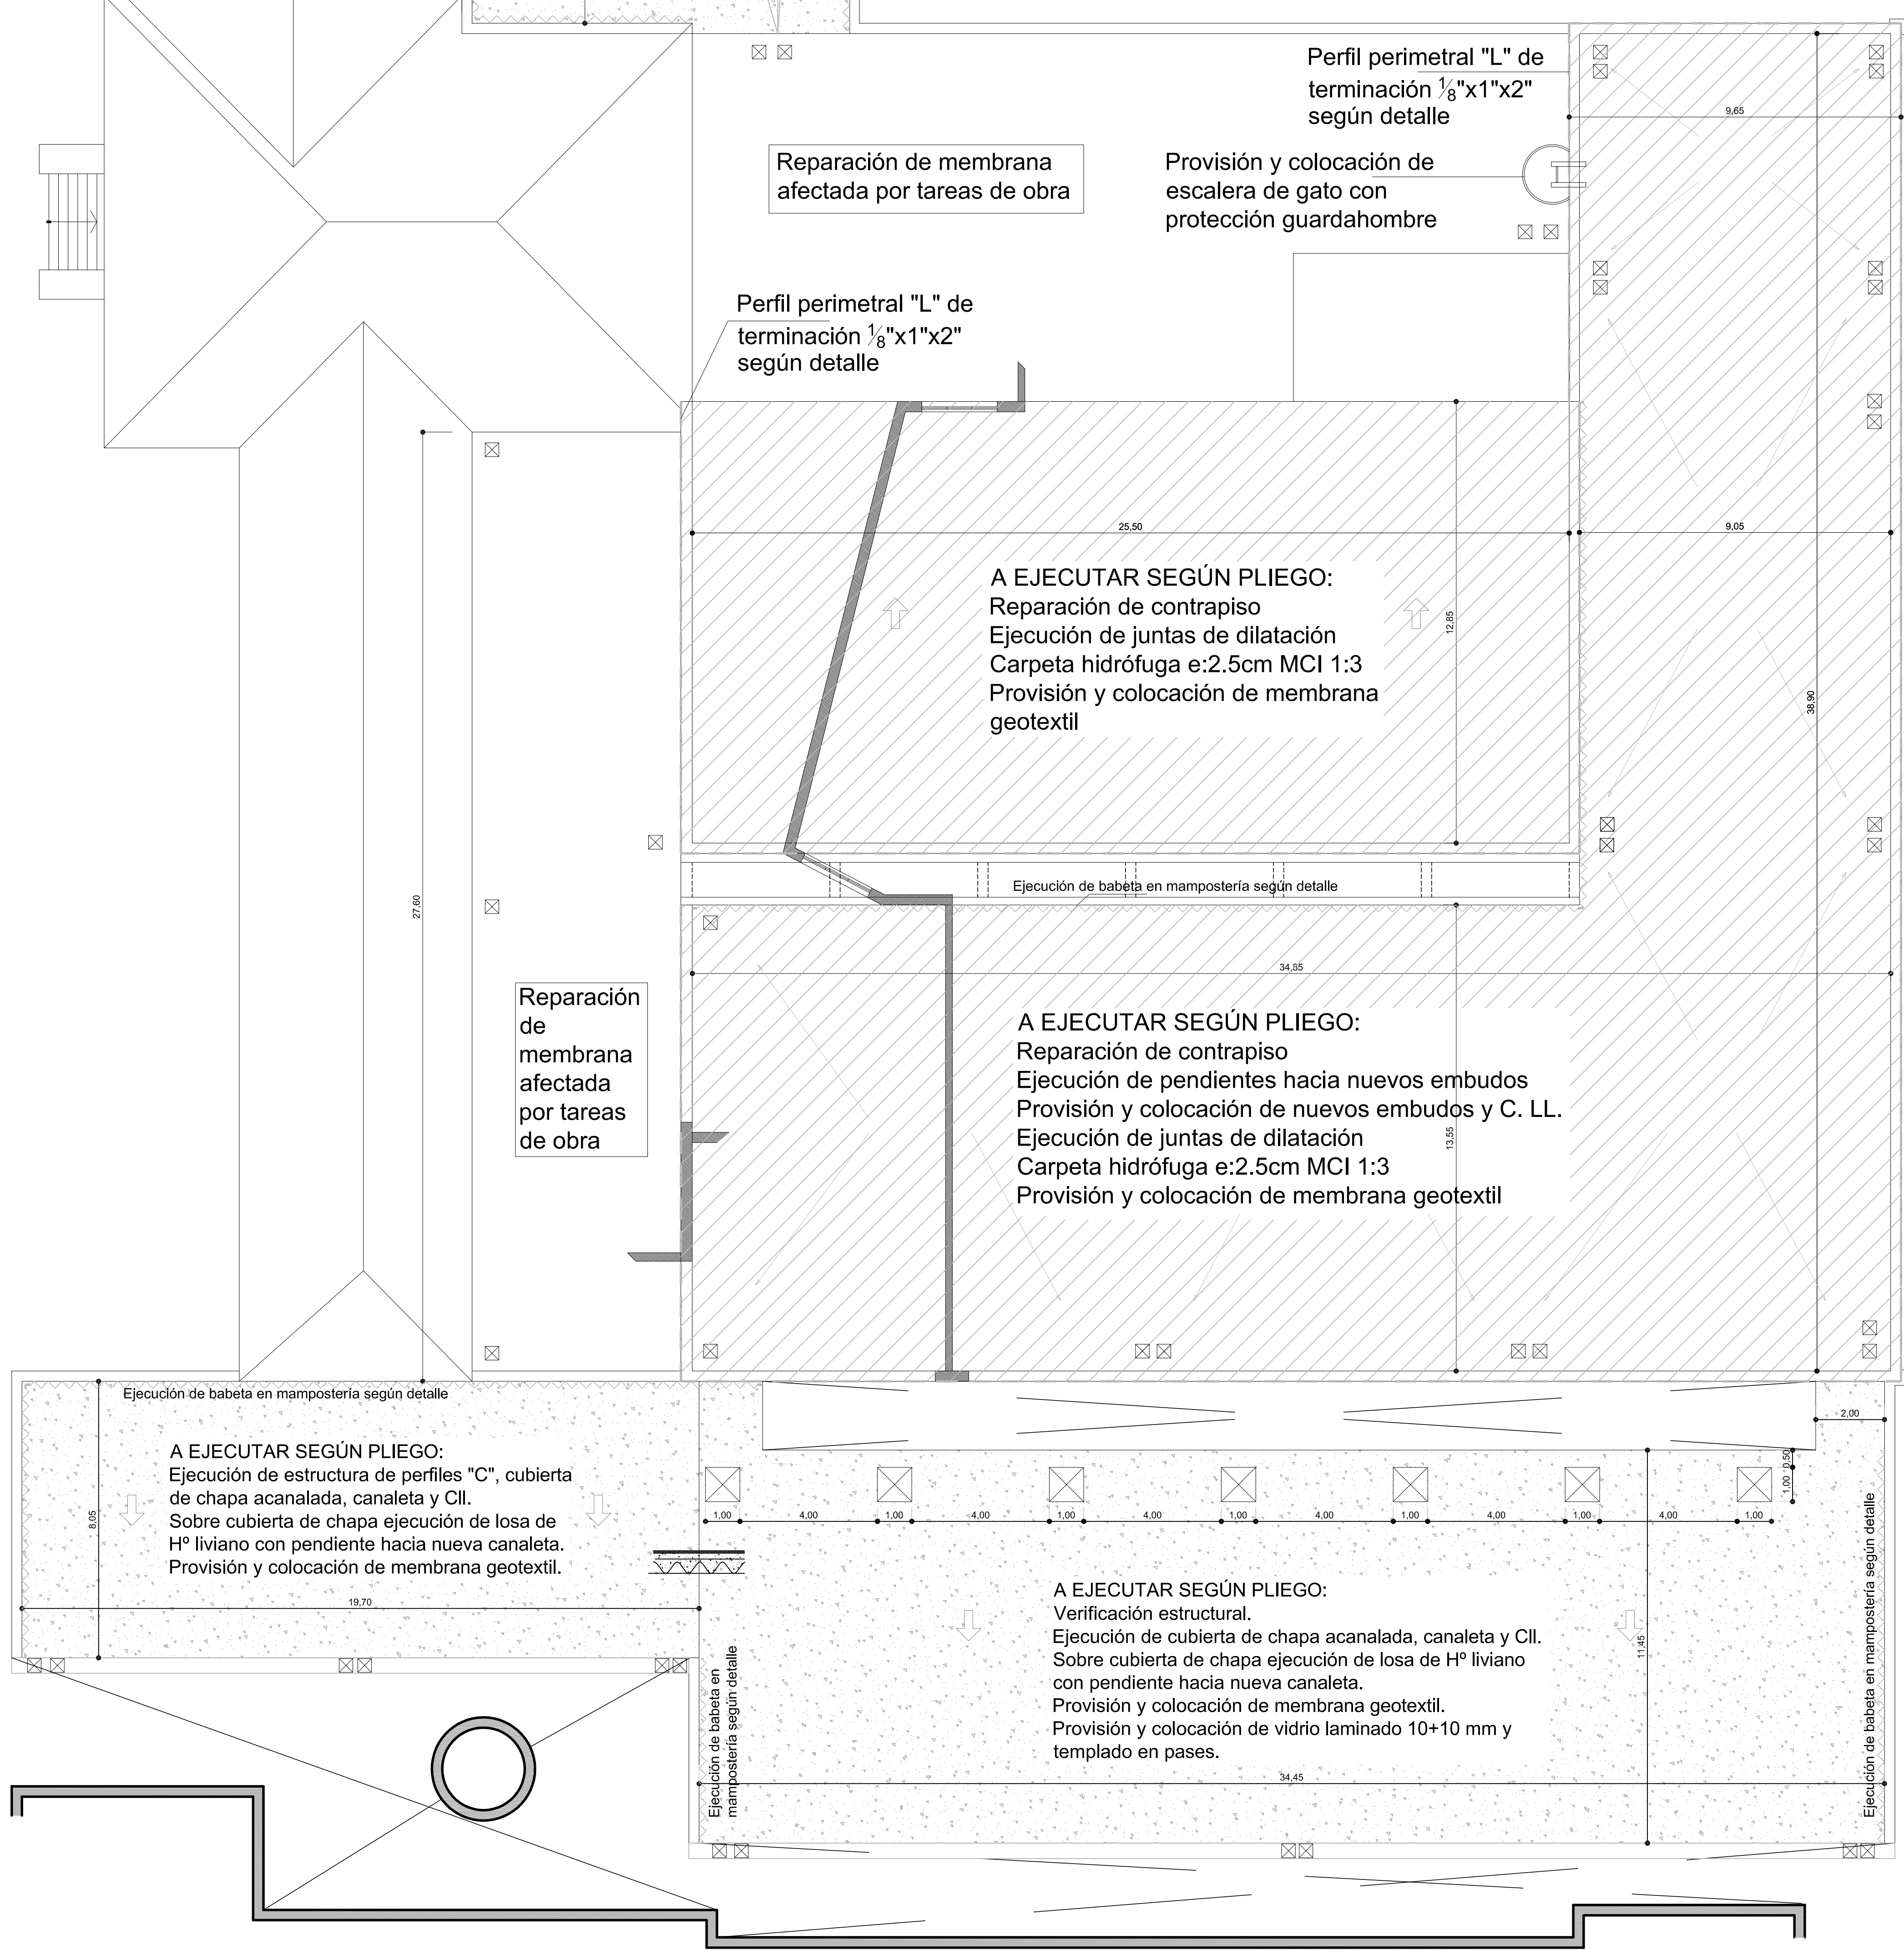 Perfil perimetral "L" de
terminación 1/8"x1"x2"
según detalle
9,65
Reparación de membrana
afectada por tareas de obra
Provisión y colocación de
escalera de gato con
protección guardahombre
Perfil perimetral "L" de
terminación 1/8"x1"x2"
según detalle
25,50
9,05
A EJECUTAR SEGÚN PLIEGO:
Reparación de contrapiso
Ejecución de juntas de dilatación
Carpeta hidrófuga e:2.5cm MCI 1:3
Provisión y colocación de membrana
geotextil
12,85
38,90
27,60
Ejecución de babeta en mampostería según detalle
34,55
Reparación
de
membrana
afectada
por tareas
de obra
A EJECUTAR SEGÚN PLIEGO:
Reparación de contrapiso
Ejecución de pendientes hacia nuevos embudos
Provisión y colocación de nuevos embudos y C. LL.
Ejecución de juntas de dilatación
Carpeta hidrófuga e:2.5cm MCI 1:3
Provisión y colocación de membrana geotextil
13,55
Ejecución de babeta en mampostería según detalle
A EJECUTAR SEGÚN PLIEGO:
Ejecución de estructura de perfiles "C", cubierta
de chapa acanalada, canaleta y Cll.
Sobre cubierta de chapa ejecución de losa de
Hº liviano con pendiente hacia nueva canaleta.
Provisión y colocación de membrana geotextil.
8,05
19,70
2,00
0,50
1,00
1,00 4,00 1,00 4,00 1,00 4,00 1,00 4,00 1,00 4,00 1,00 4,00 1,00
A EJECUTAR SEGÚN PLIEGO:
Verificación estructural.
Ejecución de cubierta de chapa acanalada, canaleta y Cll.
Sobre cubierta de chapa ejecución de losa de Hº liviano
con pendiente hacia nueva canaleta.
Provisión y colocación de membrana geotextil.
Provisión y colocación de vidrio laminado 10+10 mm y
templado en pases.
11,45
34,45
Ejecución de babeta en
mampostería según detalle
Ejecución de babeta en mampostería según detalle